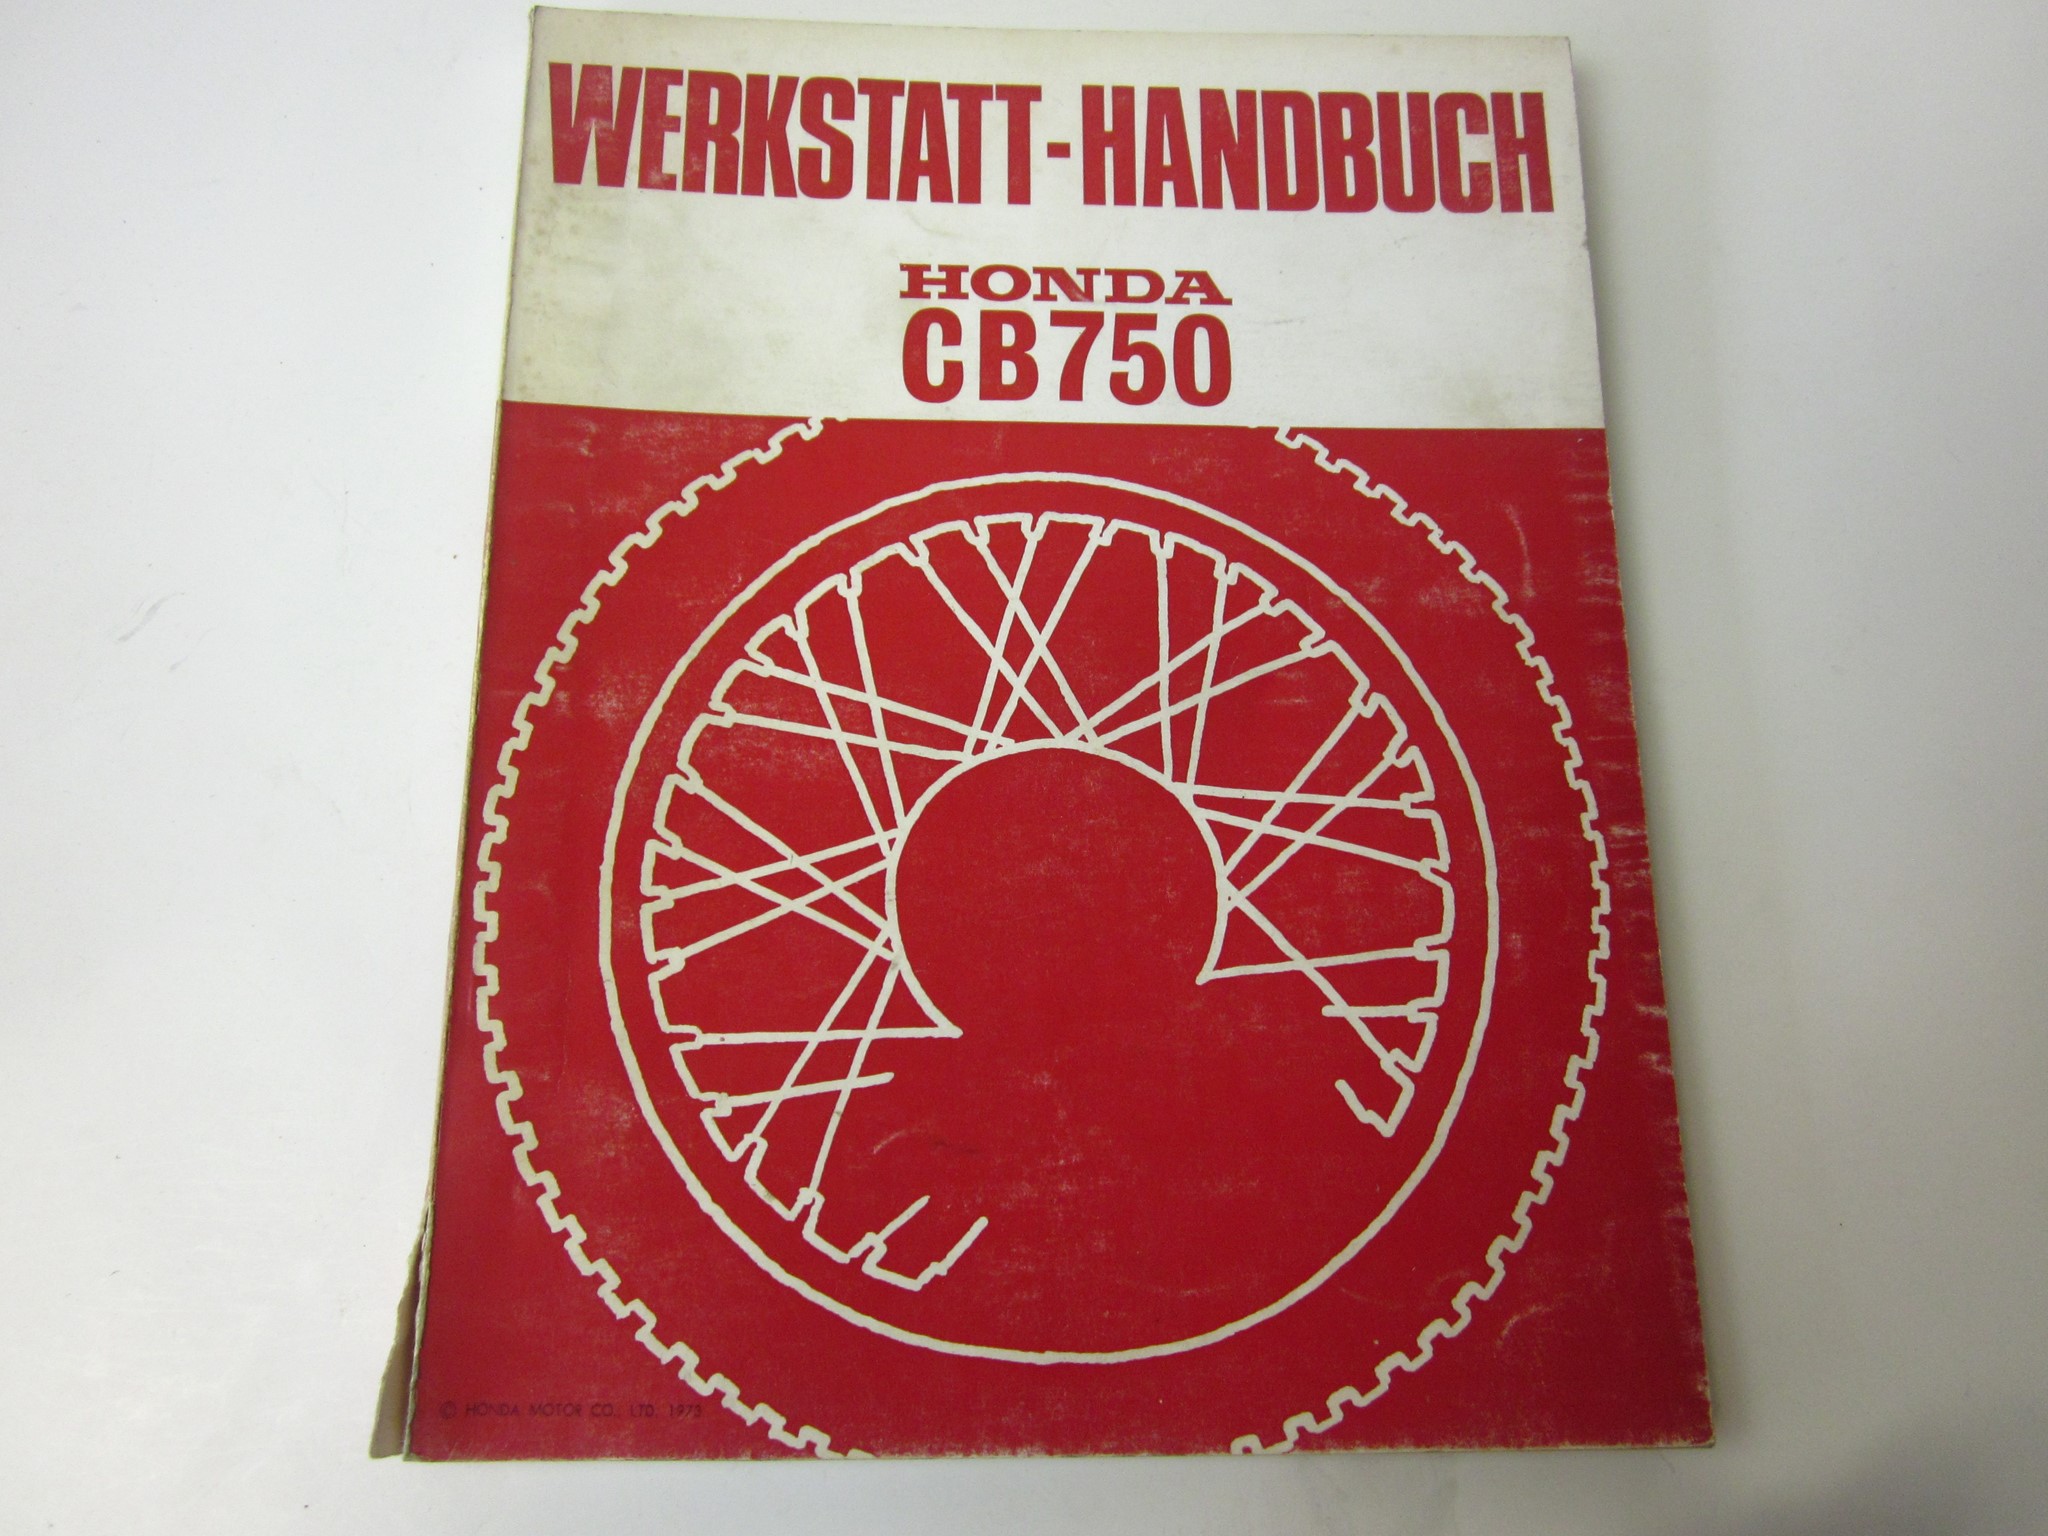 WERKSTATT-HANDBUCH
HONDA
CB750
© HONDA MOTOR CO., LTD. 1973